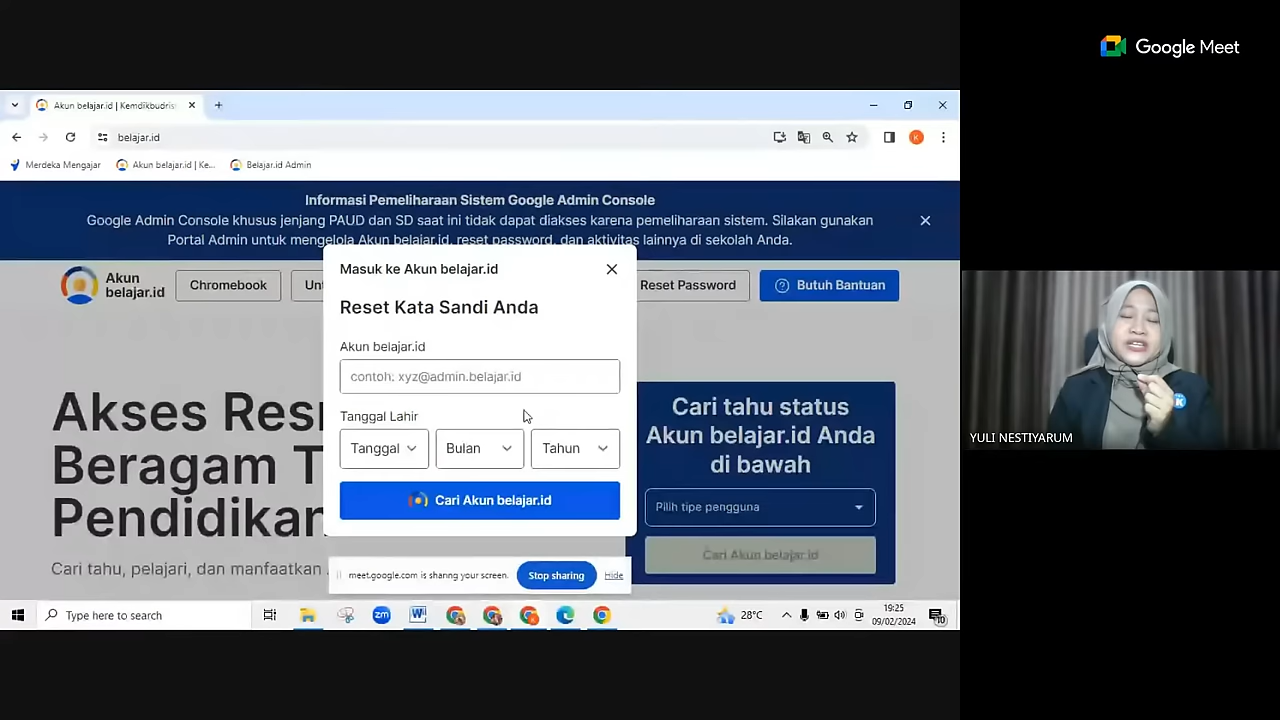 Google Meet
Akun belajar.id | Kemdikbudris
belajar.id
Merdeka Mengajar
Akun belajar.id | Ke...
Belajar.id Admin
Informasi Pemeliharaan Sistem Google Admin Console
Google Admin Console khusus jenjang PAUD dan SD saat ini tidak dapat diakses karena pemeliharaan sistem. Silakan gunakan
Portal Admin untuk mengelola Akun belajar.id, reset password, dan aktivitas lainnya di sekolah Anda.
Akun
belajar.id
Chromebook
Unt
Reset Password
Butuh Bantuan
Masuk ke Akun belajar.id
Reset Kata Sandi Anda
Akun belajar.id
contoh: xyz@admin.belajar.id
Tanggal Lahir
Tanggal
Bulan
Tahun
Cari Akun belajar.id
Akses Res
Beragam T
Pendidikan
Cari tahu, pelajari, dan manfaatkan
Cari tahu status
Akun belajar.id Anda
di bawah
Pilih tipe pengguna
Cari Akun belajar.id
meet.google.com is sharing your screen.
Stop sharing
Hide
Type here to search
zm
W
28°C
19:25
09/02/2024
YULI NESTIYARUM